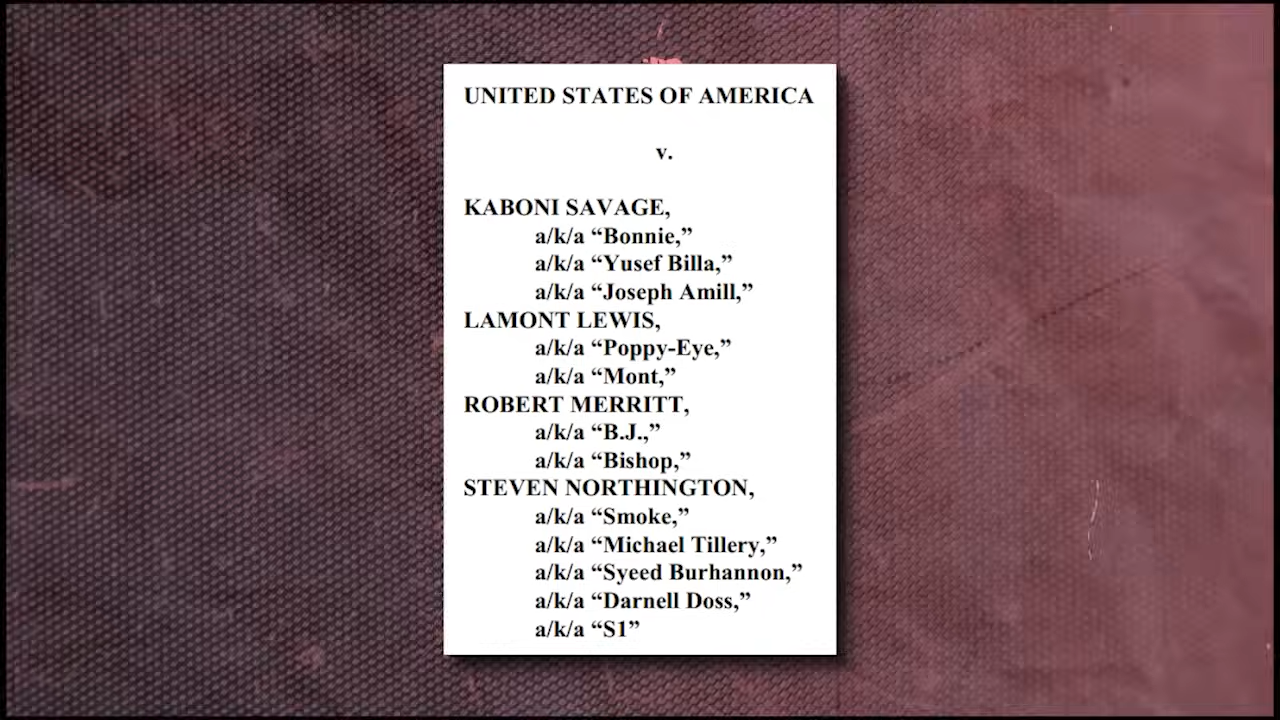 UNITED STATES OF AMERICA
v.
KABONI SAVAGE,
a/k/a “Bonnie,”
a/k/a “Yusef Billa,”
a/k/a “Joseph Amill,”
LAMONT LEWIS,
a/k/a “Poppy-Eye,”
a/k/a “Mont,”
ROBERT MERRITT,
a/k/a “B.J.,”
a/k/a “Bishop,”
STEVEN NORTHINGTON,
a/k/a “Smoke,”
a/k/a “Michael Tillery,”
a/k/a “Syeed Burhannon,”
a/k/a “Darnell Doss,”
a/k/a “S1”